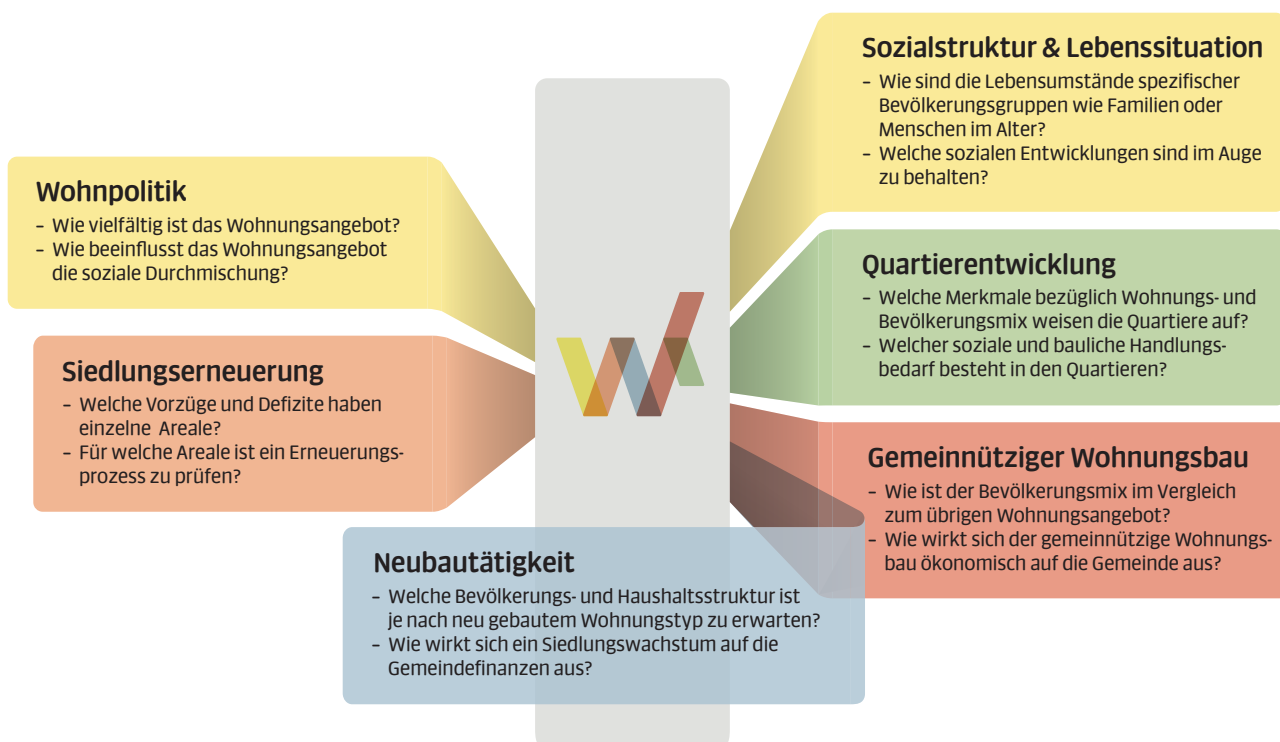 Wohnpolitik
– Wie vielfältig ist das Wohnungsangebot?
– Wie beeinflusst das Wohnungsangebot
die soziale Durchmischung?
Siedlungserneuerung
– Welche Vorzüge und Defizite haben
einzelne Areale?
– Für welche Areale ist ein Erneuerungs-
prozess zu prüfen?
Neubautätigkeit
– Welche Bevölkerungs- und Haushaltsstruktur ist
je nach neu gebautem Wohnungstyp zu erwarten?
– Wie wirkt sich ein Siedlungswachstum auf die
Gemeindefinanzen aus?
Sozialstruktur & Lebenssituation
– Wie sind die Lebensumstände spezifischer
Bevölkerungsgruppen wie Familien oder
Menschen im Alter?
– Welche sozialen Entwicklungen sind im Auge
zu behalten?
Quartierentwicklung
– Welche Merkmale bezüglich Wohnungs- und
Bevölkerungsmix weisen die Quartiere auf?
– Welcher soziale und bauliche Handlungs-
bedarf besteht in den Quartieren?
Gemeinnütziger Wohnungsbau
– Wie ist der Bevölkerungsmix im Vergleich
zum übrigen Wohnungsangebot?
– Wie wirkt sich der gemeinnützige Wohnungs-
bau ökonomisch auf die Gemeinde aus?